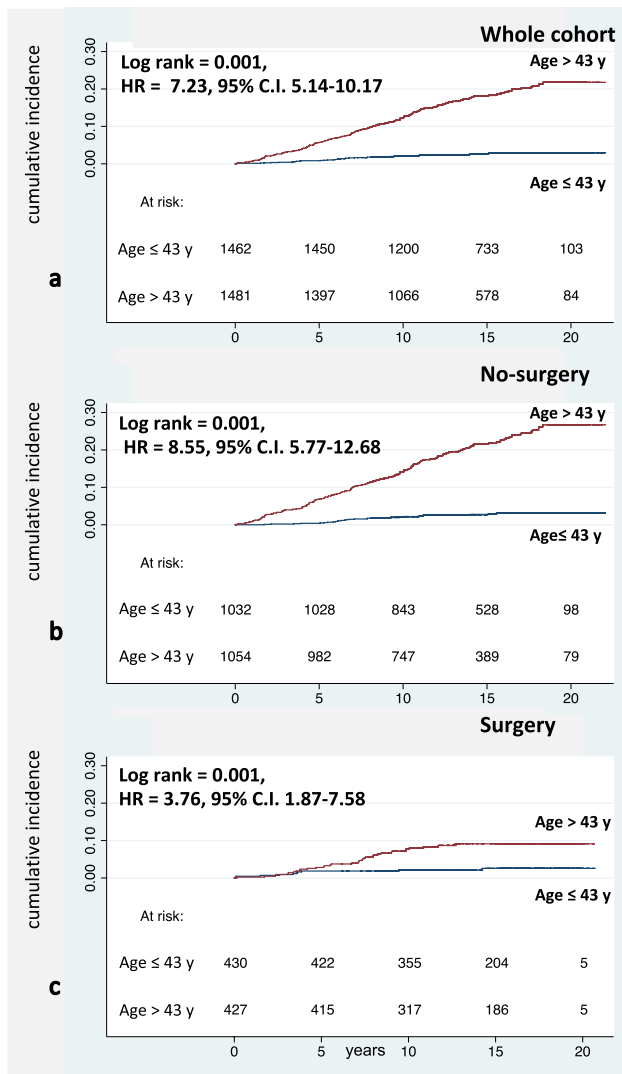 Whole cohort
Log rank = 0.001,
HR = 7.23, 95% C.I. 5.14-10.17
Age > 43 y
Age ≤ 43 y
cumulative incidence
0.30
0.20
0.10
0.00
At risk:
Age ≤ 43 y 1462 1450 1200 733 103
Age > 43 y 1481 1397 1066 578 84
a
0 5 10 15 20
No-surgery
Log rank = 0.001,
HR = 8.55, 95% C.I. 5.77-12.68
Age > 43 y
Age≤ 43 y
cumulative incidence
0.30
0.20
0.10
0.00
At risk:
Age ≤ 43 y 1032 1028 843 528 98
Age > 43 y 1054 982 747 389 79
b
0 5 10 15 20
Surgery
Log rank = 0.001,
HR = 3.76, 95% C.I. 1.87-7.58
Age > 43 y
Age ≤ 43 y
cumulative incidence
0.30
0.20
0.10
0.00
At risk:
Age ≤ 43 y 430 422 355 204 5
Age > 43 y 427 415 317 186 5
c
0 5 years 10 15 20